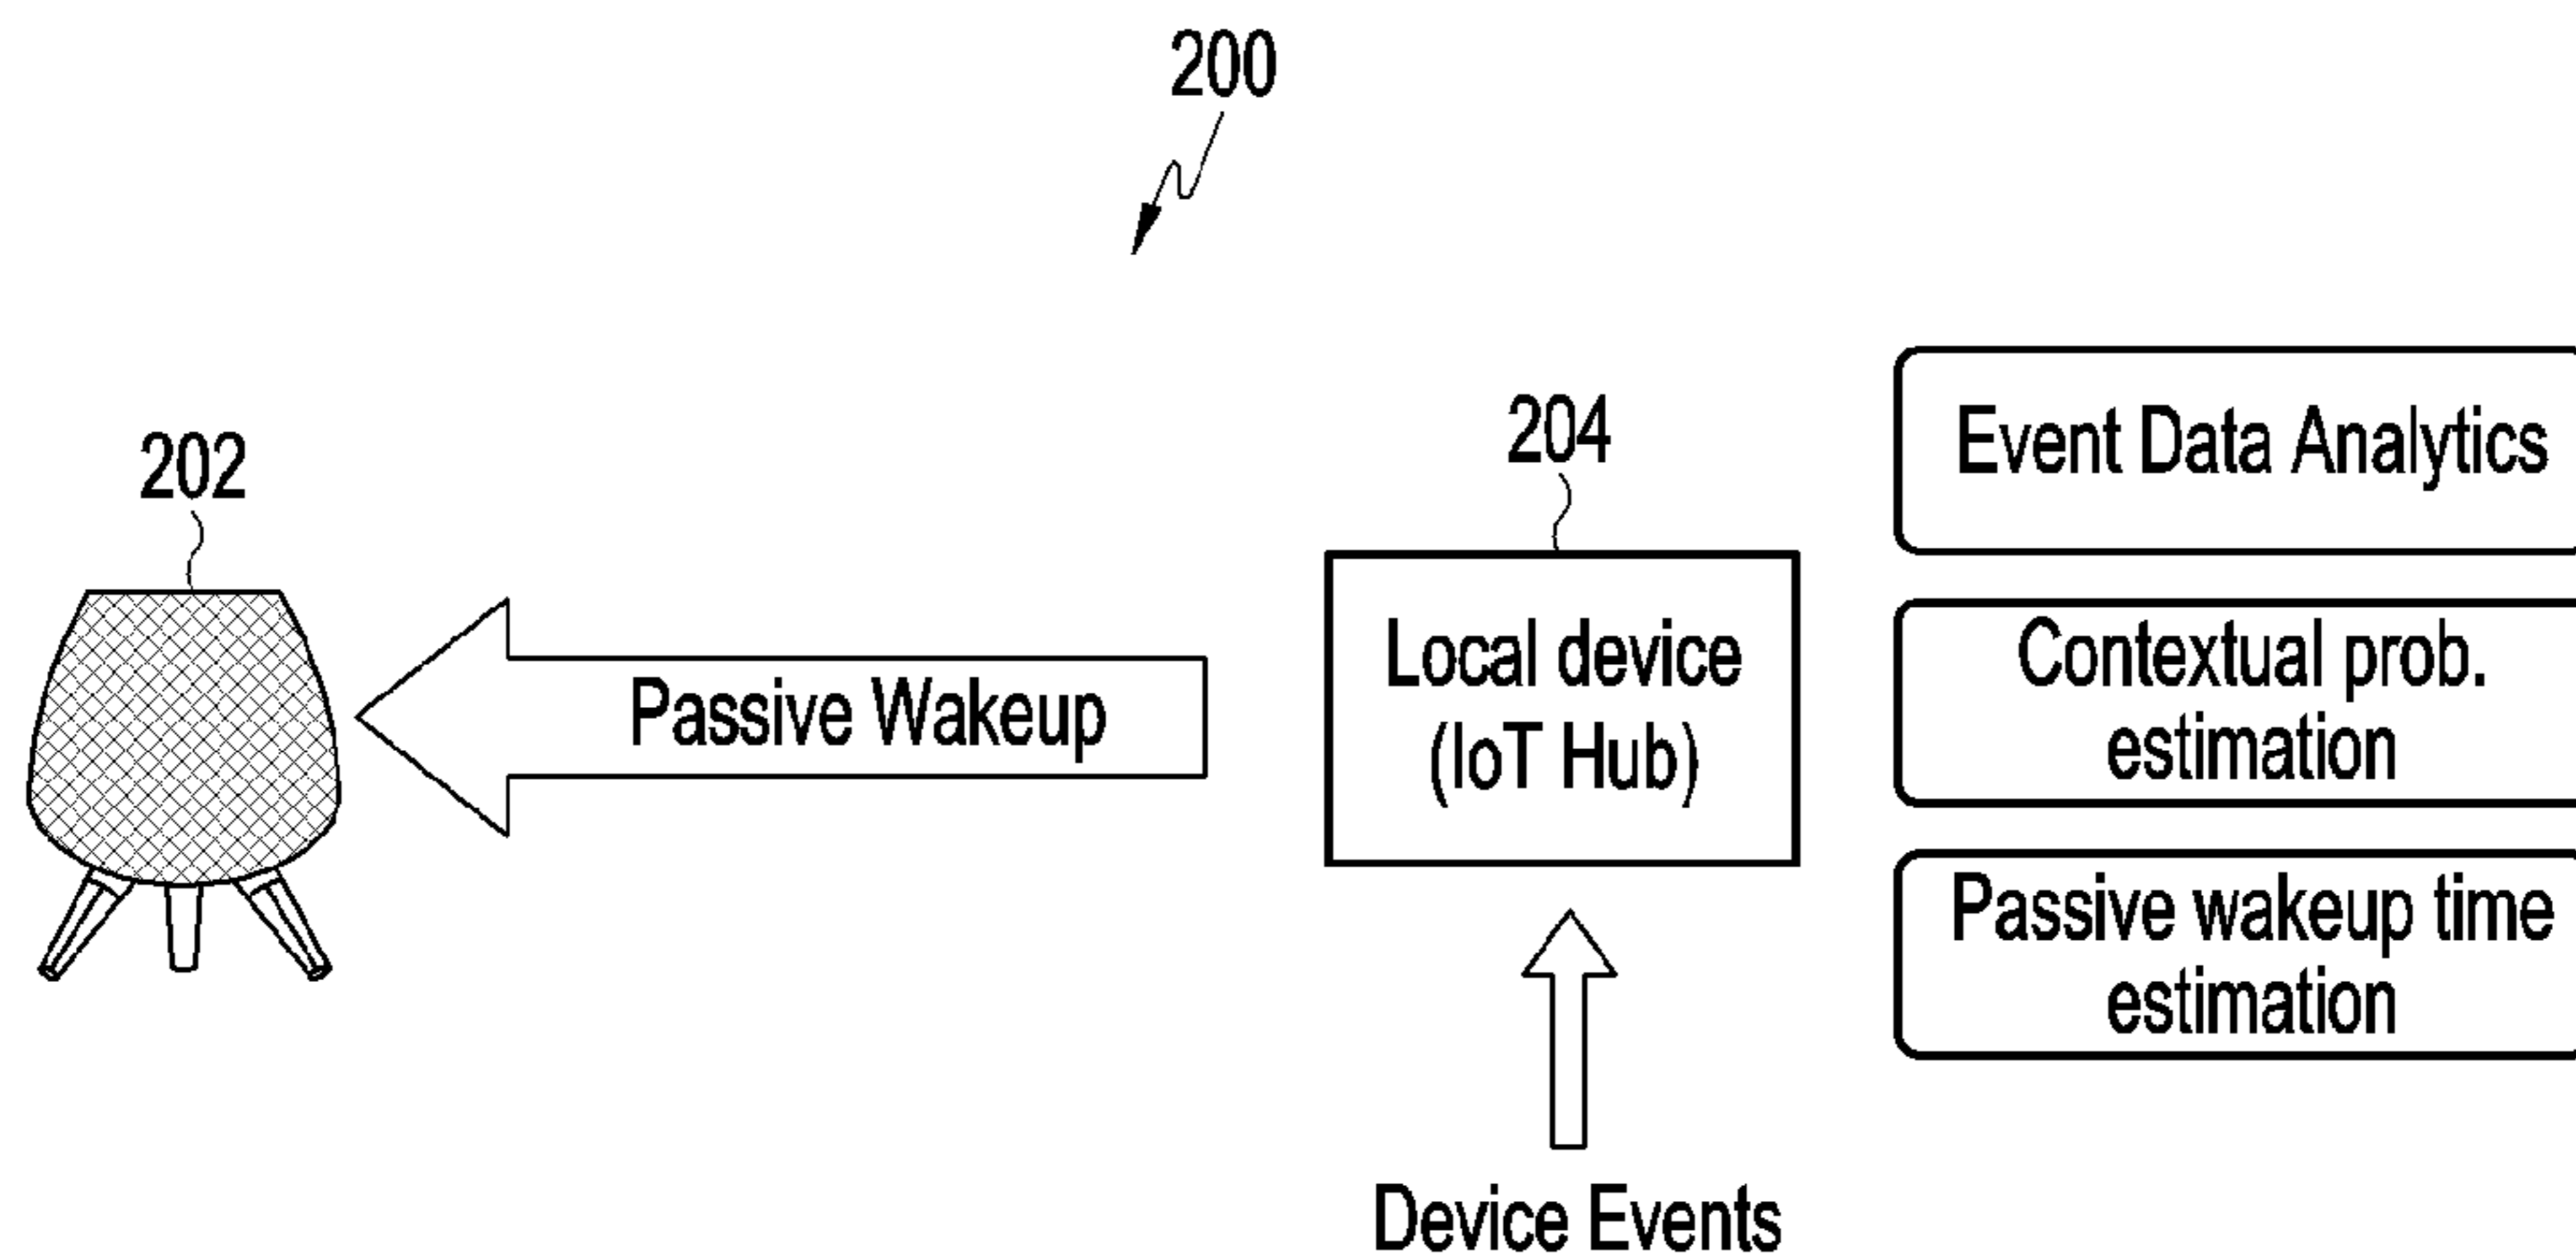 200
202
Passive Wakeup
204
Local device
(IoT Hub)
Device Events
Event Data Analytics
Contextual prob.
estimation
Passive wakeup time
estimation